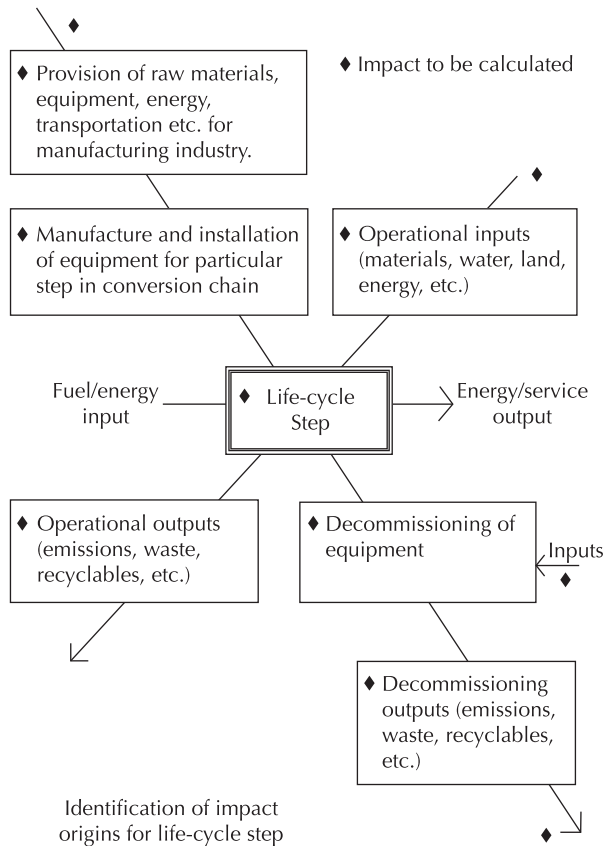 ♦ Provision of raw materials,
equipment, energy,
transportation etc. for
manufacturing industry.
♦ Impact to be calculated
♦ Manufacture and installation
of equipment for particular
step in conversion chain
♦ Operational inputs
(materials, water, land,
energy, etc.)
Fuel/energy
input
♦ Life-cycle
Step
Energy/service
output
♦ Operational outputs
(emissions, waste,
recyclables, etc.)
♦ Decommissioning of
equipment
Inputs
♦ Decommissioning
outputs (emissions,
waste, recyclables,
etc.)
Identification of impact
origins for life-cycle step